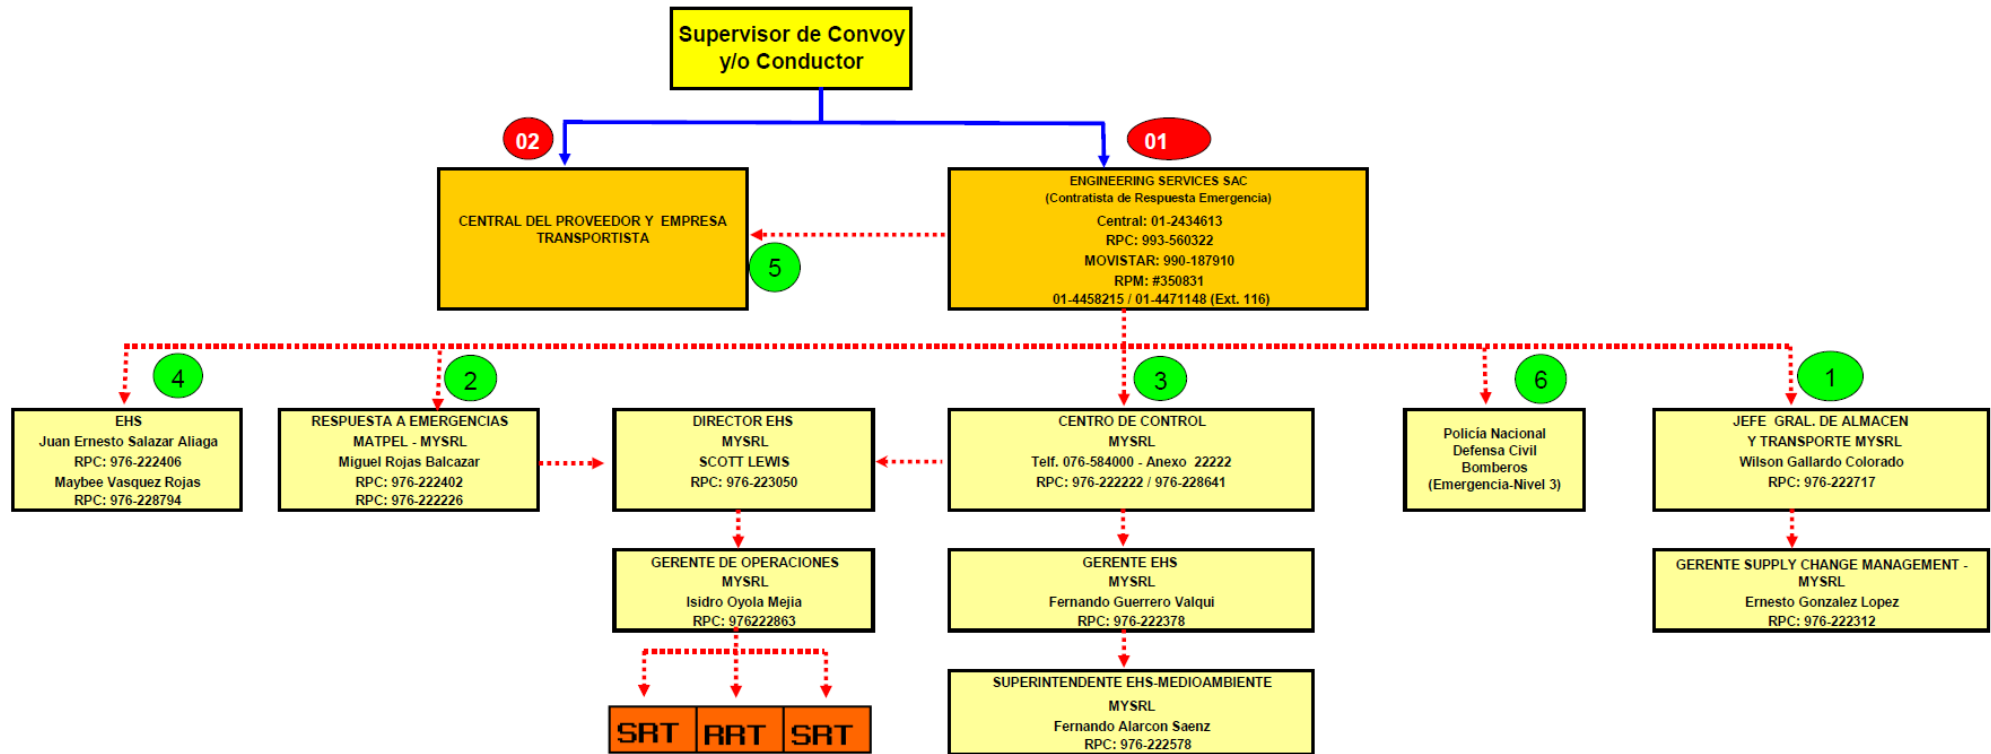 Supervisor de Convoy
y/o Conductor
02
01
CENTRAL DEL PROVEEDOR Y EMPRESA
TRANSPORTISTA
ENGINEERING SERVICES SAC
(Contratista de Respuesta Emergencia)
Central: 01-2434613
RPC: 993-560322
MOVISTAR: 990-187910
RPM: #350831
01-4458215 / 01-4471148 (Ext. 116)
5
4
2
3
6
1
EHS
Juan Ernesto Salazar Aliaga
RPC: 976-222406
Maybee Vasquez Rojas
RPC: 976-228794
RESPUESTA A EMERGENCIAS
MATPEL - MYSRL
Miguel Rojas Balcazar
RPC: 976-222402
RPC: 976-222226
DIRECTOR EHS
MYSRL
SCOTT LEWIS
RPC: 976-223050
CENTRO DE CONTROL
MYSRL
Telf. 076-584000 - Anexo 22222
RPC: 976-222222 / 976-228641
Policía Nacional
Defensa Civil
Bomberos
(Emergencia-Nivel 3)
JEFE GRAL. DE ALMACEN
Y TRANSPORTE MYSRL
Wilson Gallardo Colorado
RPC: 976-222717
GERENTE DE OPERACIONES
MYSRL
Isidro Oyola Mejia
RPC: 976222863
GERENTE EHS
MYSRL
Fernando Guerrero Valqui
RPC: 976-222378
GERENTE SUPPLY CHANGE MANAGEMENT -
MYSRL
Ernesto Gonzalez Lopez
RPC: 976-222312
SRT RRT SRT
SUPERINTENDENTE EHS-MEDIOAMBIENTE
MYSRL
Fernando Alarcon Saenz
RPC: 976-222578